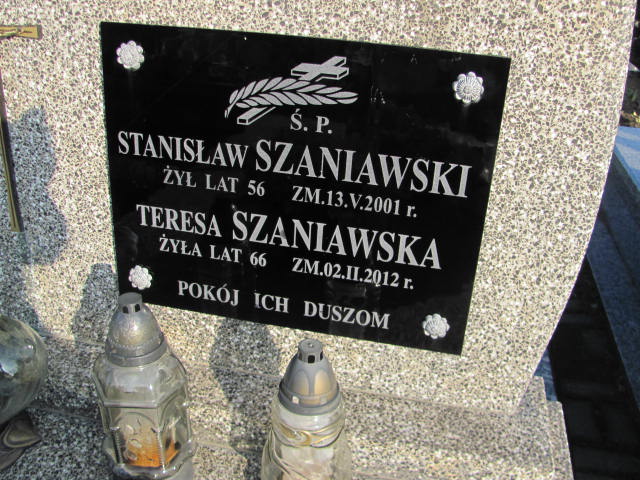 Ś. P.
STANISŁAW SZANIAWSKI
ŻYŁ LAT 56 ZM.13.V.2001 r.
TERESA SZANIAWSKA
ŻYŁA LAT 66 ZM.02.II.2012 r.
POKÓJ ICH DUSZOM